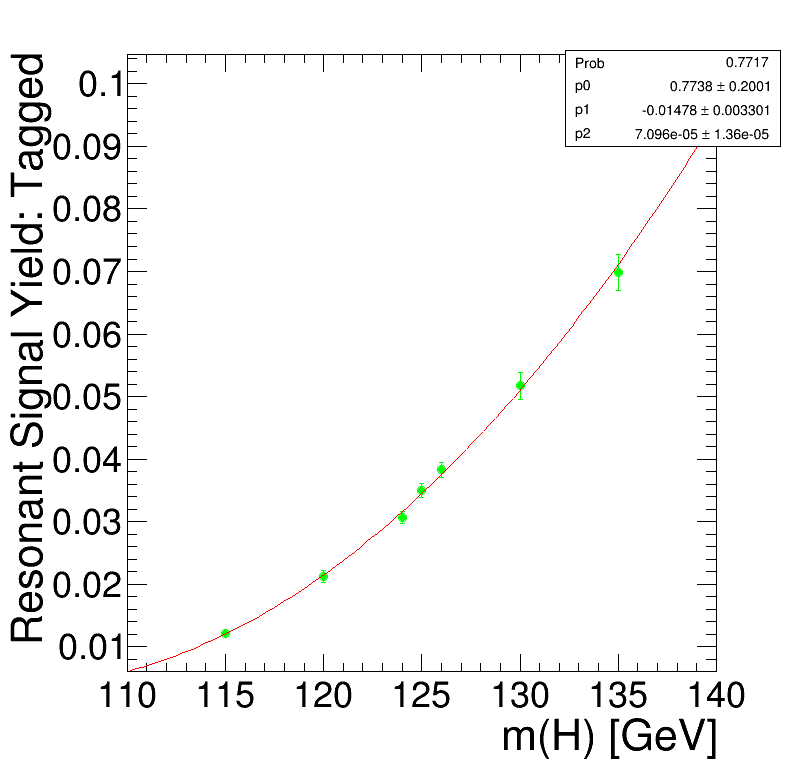 Resonant Signal Yield: Tagged
0.1
0.09
0.08
0.07
0.06
0.05
0.04
0.03
0.02
0.01
Prob 0.7717
p0 0.7738 ± 0.2001
p1 -0.01478 ± 0.003301
p2 7.096e-05 ± 1.36e-05
110 115 120 125 130 135 140
m(H) [GeV]